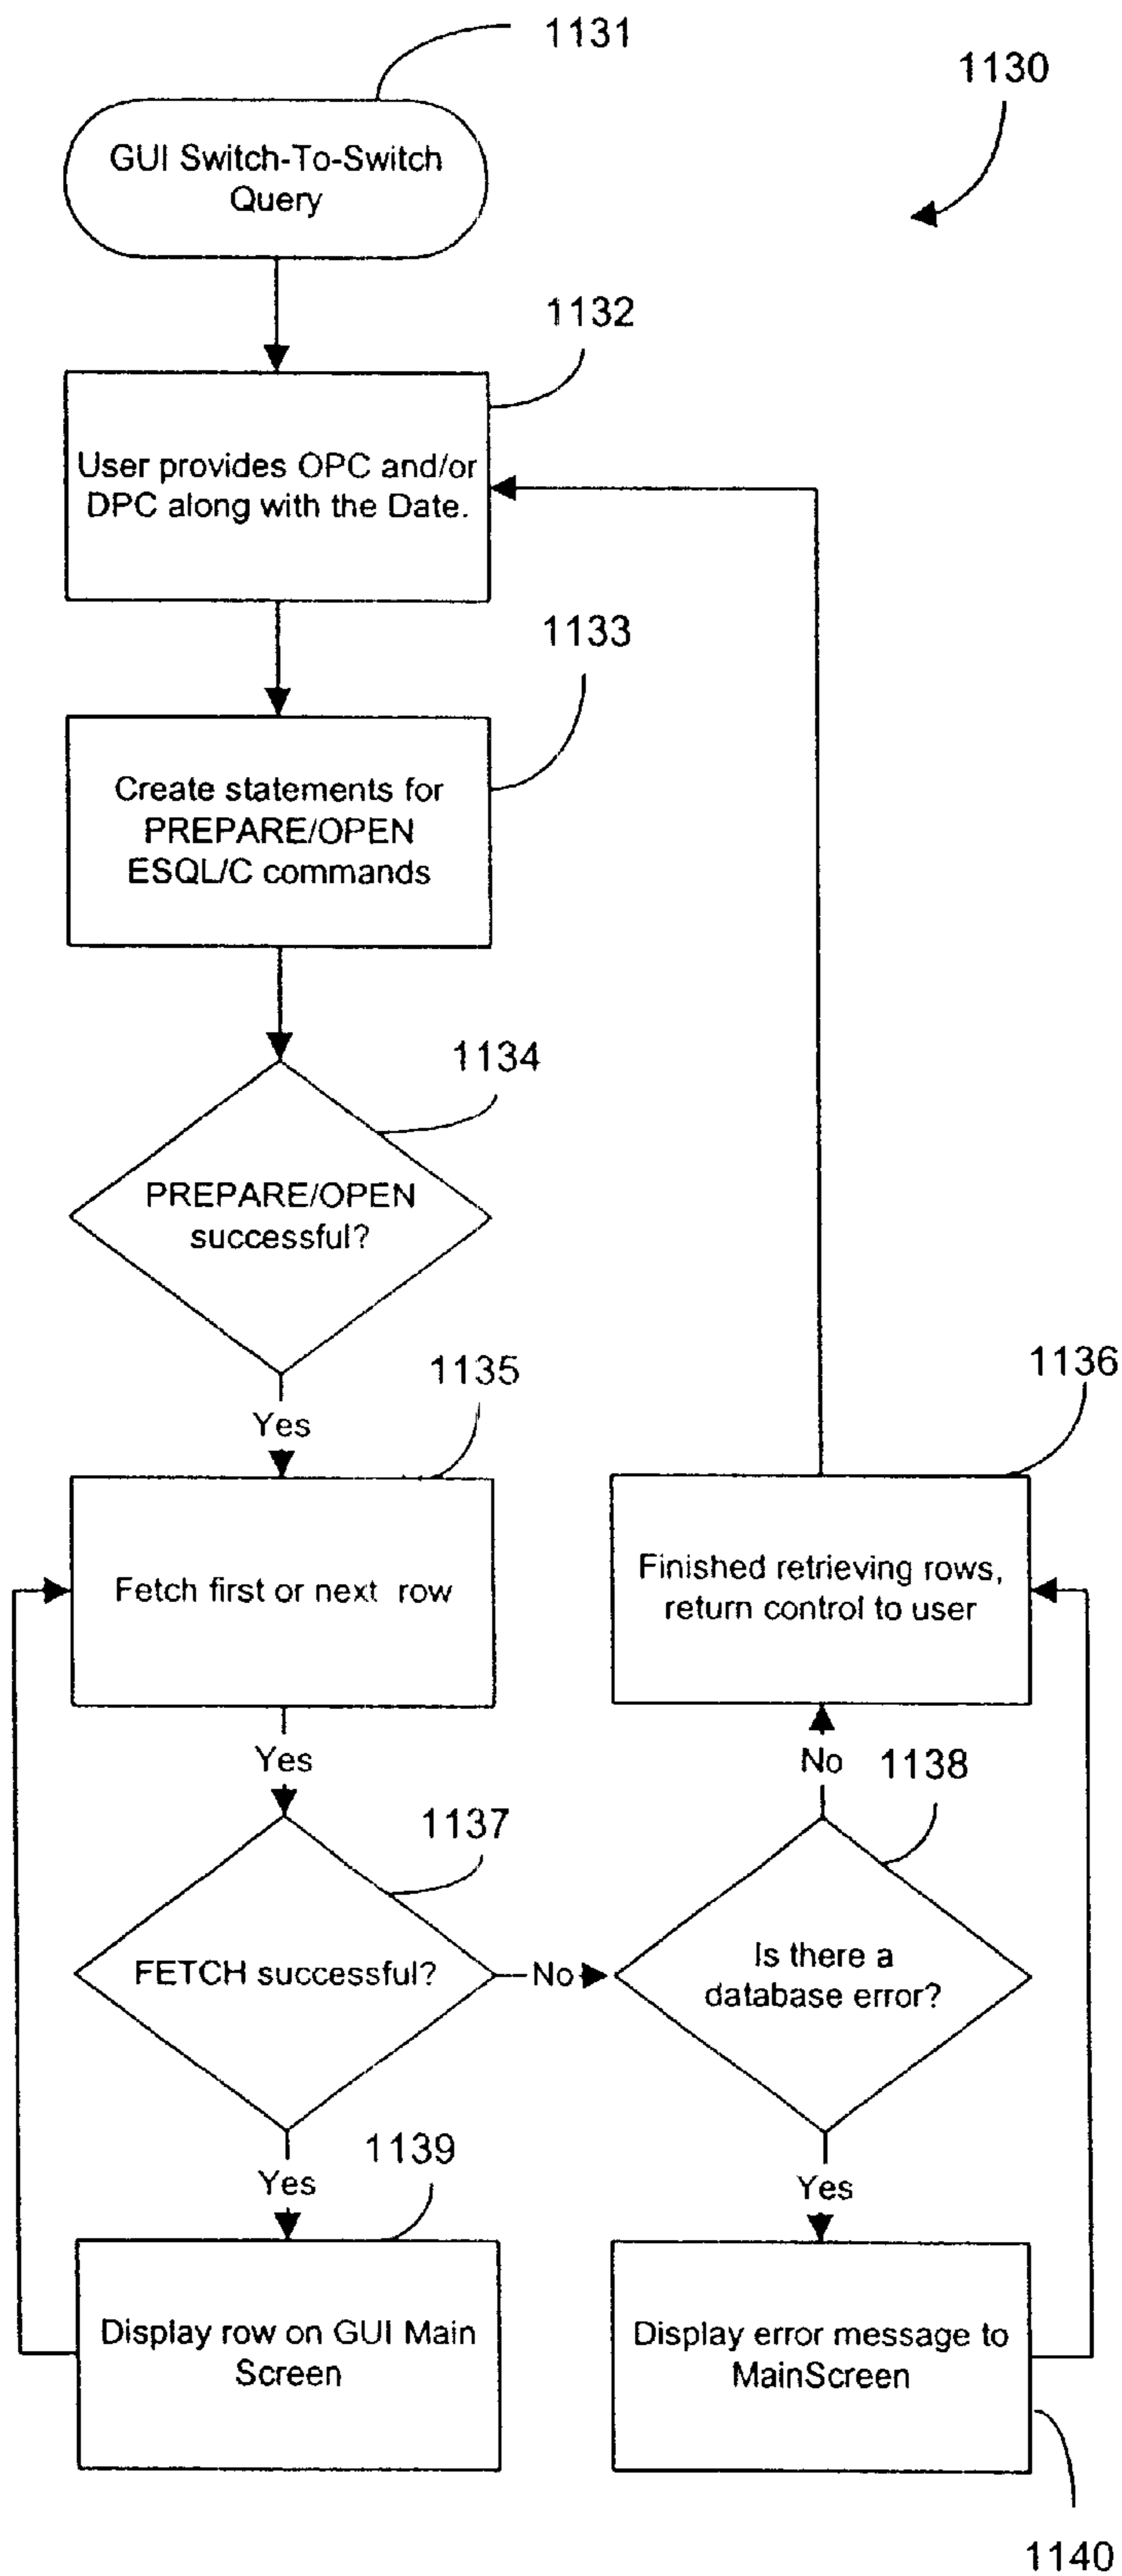 1131
1130
GUI Switch-To-Switch
Query
1132
User provides OPC and/or
DPC along with the Date.
1133
Create statements for
PREPARE/OPEN
ESQL/C commands
1134
PREPARE/OPEN
successful?
Yes
1135
1136
Fetch first or next row
Finished retrieving rows,
return control to user
Yes
No
1138
1137
FETCH successful?
No
Is there a
database error?
Yes
1139
Yes
Display row on GUI Main
Screen
Display error message to
MainScreen
1140